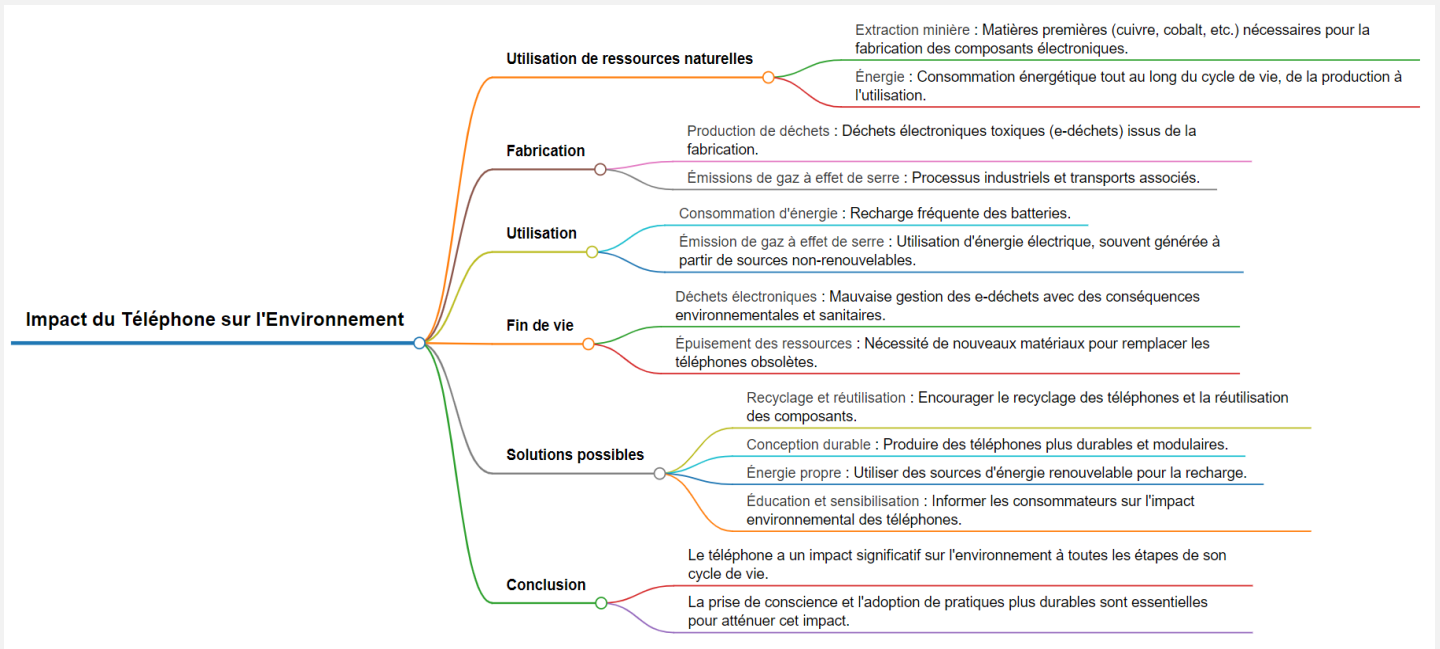 Impact du Téléphone sur l'Environnement
Utilisation de ressources naturelles
Extraction minière : Matières premières (cuivre, cobalt, etc.) nécessaires pour la
fabrication des composants électroniques.
Énergie : Consommation énergétique tout au long du cycle de vie, de la production à
l'utilisation.
Fabrication
Production de déchets : Déchets électroniques toxiques (e-déchets) issus de la
fabrication.
Émissions de gaz à effet de serre : Processus industriels et transports associés.
Utilisation
Consommation d'énergie : Recharge fréquente des batteries.
Émission de gaz à effet de serre : Utilisation d'énergie électrique, souvent générée à
partir de sources non-renouvelables.
Fin de vie
Déchets électroniques : Mauvaise gestion des e-déchets avec des conséquences
environnementales et sanitaires.
Épuisement des ressources : Nécessité de nouveaux matériaux pour remplacer les
téléphones obsolètes.
Solutions possibles
Recyclage et réutilisation : Encourager le recyclage des téléphones et la réutilisation
des composants.
Conception durable : Produire des téléphones plus durables et modulaires.
Énergie propre : Utiliser des sources d'énergie renouvelable pour la recharge.
Éducation et sensibilisation : Informer les consommateurs sur l'impact
environnemental des téléphones.
Conclusion
Le téléphone a un impact significatif sur l'environnement à toutes les étapes de son
cycle de vie.
La prise de conscience et l'adoption de pratiques plus durables sont essentielles
pour atténuer cet impact.